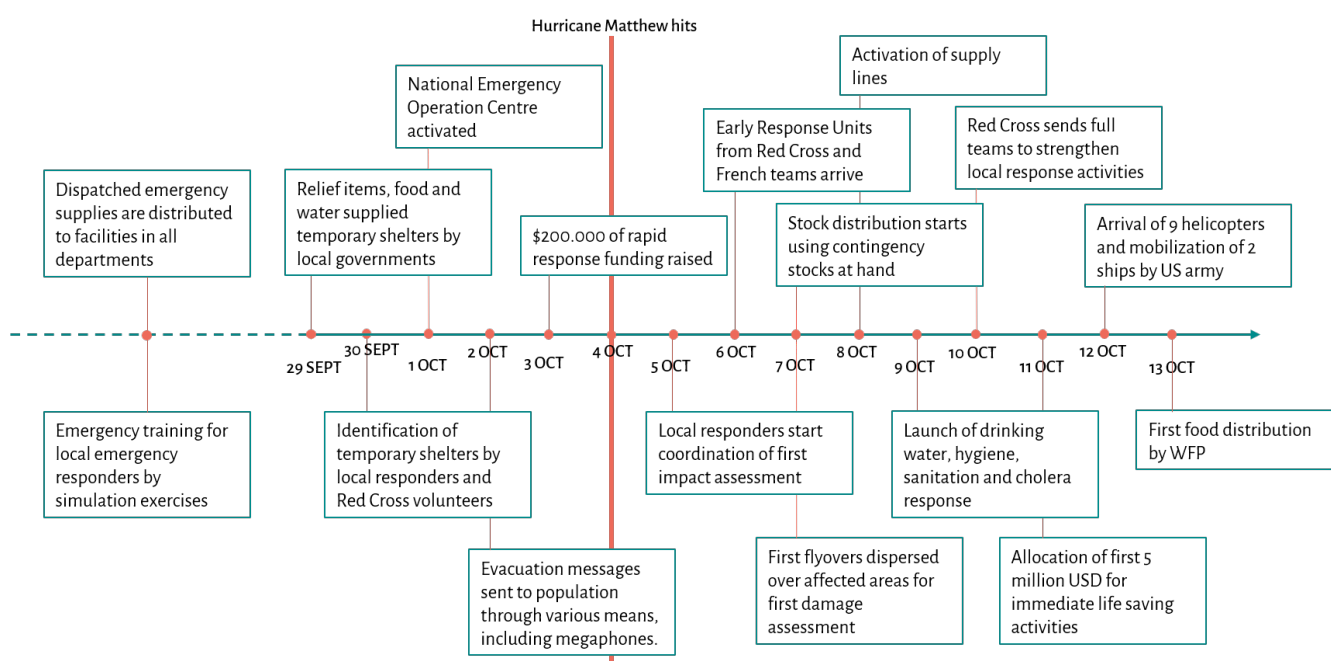 Hurricane Matthew hits
National Emergency
Operation Centre
activated
Activation of supply
lines
Early Response Units
from Red Cross and
French teams arrive
Red Cross sends full
teams to strengthen
local response activities
Dispatched emergency
supplies are distributed
to facilities in all
departments
Relief items, food and
water supplied
temporary shelters by
local governments
$200.000 of rapid
response funding raised
Stock distribution starts
using contingency
stocks at hand
Arrival of 9 helicopters
and mobilization of 2
ships by US army
29 SEPT
30 SEPT
1 OCT
2 OCT
3 OCT
4 OCT
5 OCT
6 OCT
7 OCT
8 OCT
9 OCT
10 OCT
11 OCT
12 OCT
13 OCT
Emergency training for
local emergency
responders by
simulation exercises
Identification of
temporary shelters by
local responders and
Red Cross volunteers
Evacuation messages
sent to population
through various means,
including megaphones.
Local responders start
coordination of first
impact assessment
First flyovers dispersed
over affected areas for
first damage
assessment
Launch of drinking
water, hygiene,
sanitation and cholera
response
Allocation of first 5
million USD for
immediate life saving
activities
First food distribution
by WFP